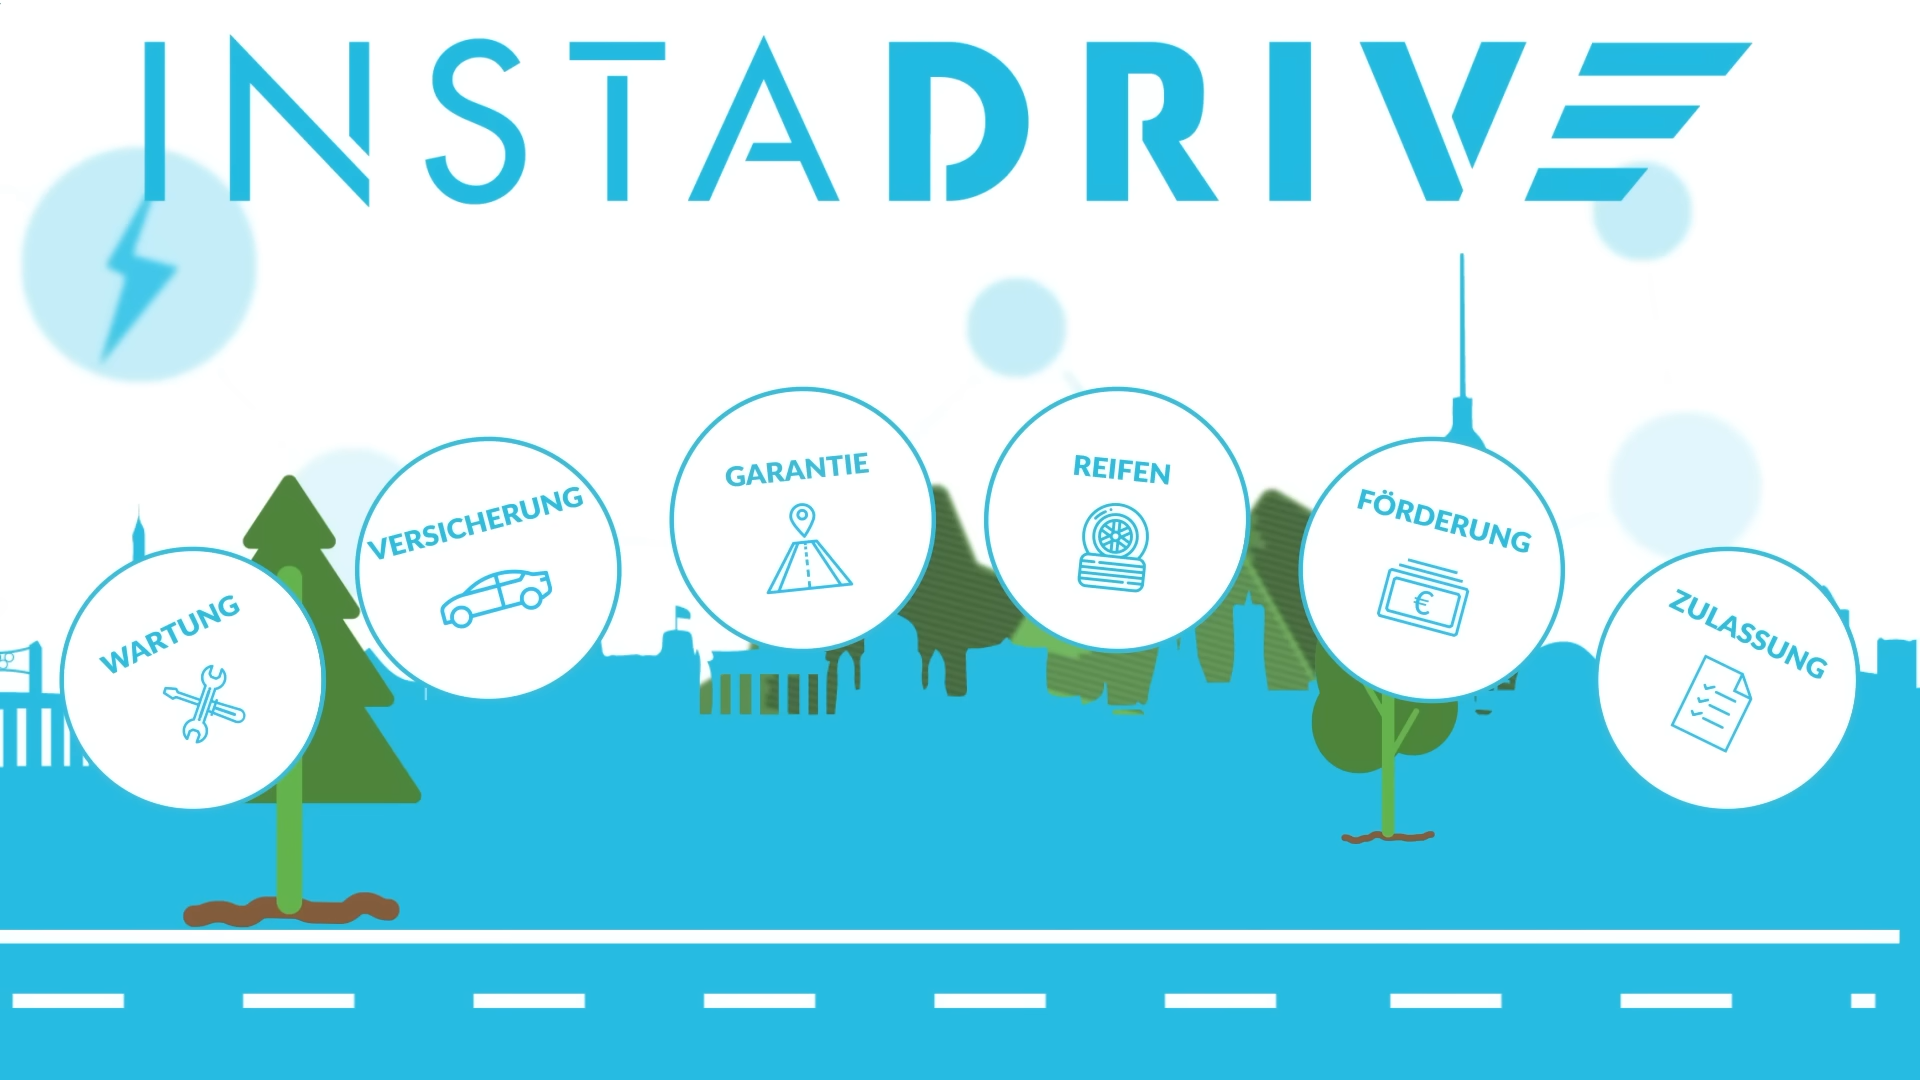 INSTADRIVE
WARTUNG
VERSICHERUNG
GARANTIE
REIFEN
FÖRDERUNG
€
ZULASSUNG